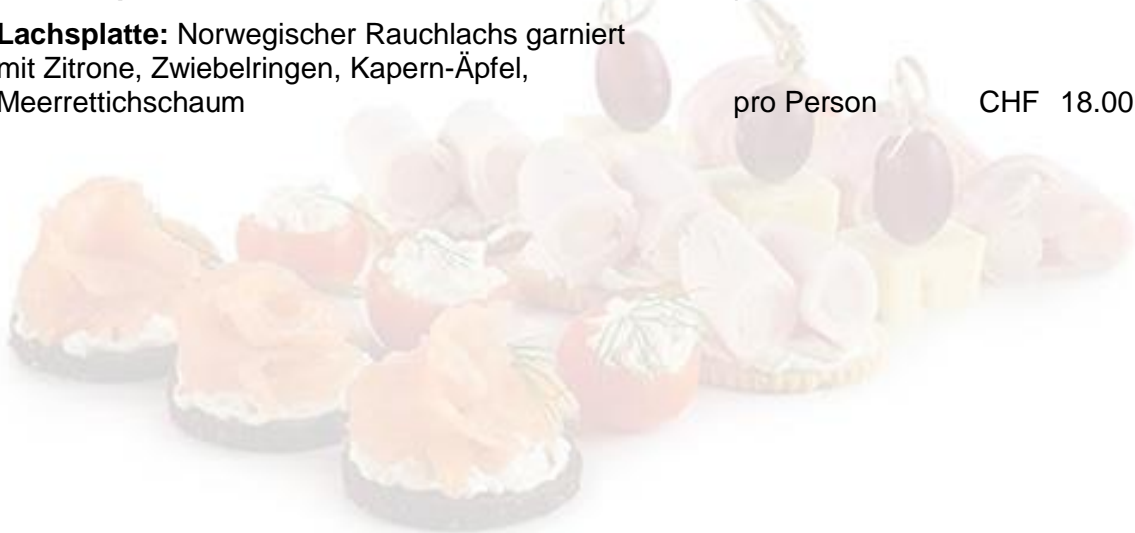 Lachsplatte: Norwegischer Rauchlachs garniert
mit Zitrone, Zwiebelringen, Kapern-Äpfel,
Meerrettichschaum pro Person CHF 18.00